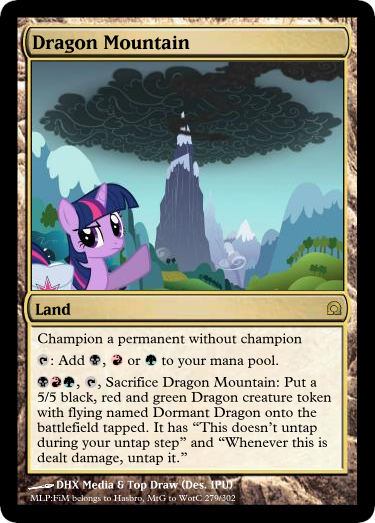 Dragon Mountain
Land
Champion a permanent without champion
: Add , or to your mana pool.
, , Sacrifice Dragon Mountain: Put a
5/5 black, red and green Dragon creature token
with flying named Dormant Dragon onto the
battlefield tapped. It has “This doesn’t untap
during your untap step” and “Whenever this is
dealt damage, untap it.”
DHX Media & Top Draw (Des. IPU)
MLP:FiM belongs to Hasbro, MtG to WotC 279/302